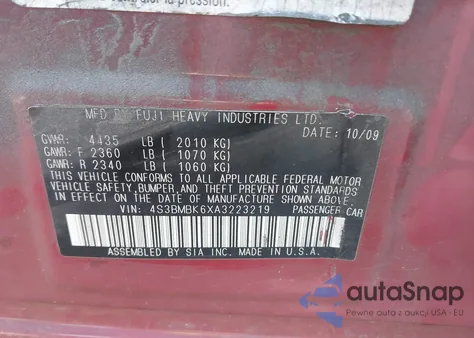 la pression.
MFD BY FUJI HEAVY INDUSTRIES LTD.
DATE: 10/09
GVWR: 4435 LB ( 2010 KG)
GAWR: F 2360 LB ( 1070 KG)
GAWR: R 2340 LB ( 1060 KG)
THIS VEHICLE CONFORMS TO ALL APPLICABLE FEDERAL MOTOR
VEHICLE SAFETY, BUMPER, AND THEFT PREVENTION STANDARDS
IN EFFECT ON THE DATE OF MANUFACTURE SHOWN ABOVE.
VIN: 4S3BMBK6XA3223219 PASSENGER CAR
ASSEMBLED BY SIA INC. MADE IN U.S.A.
autoSnap
Pewne auta z aukcji USA i EU